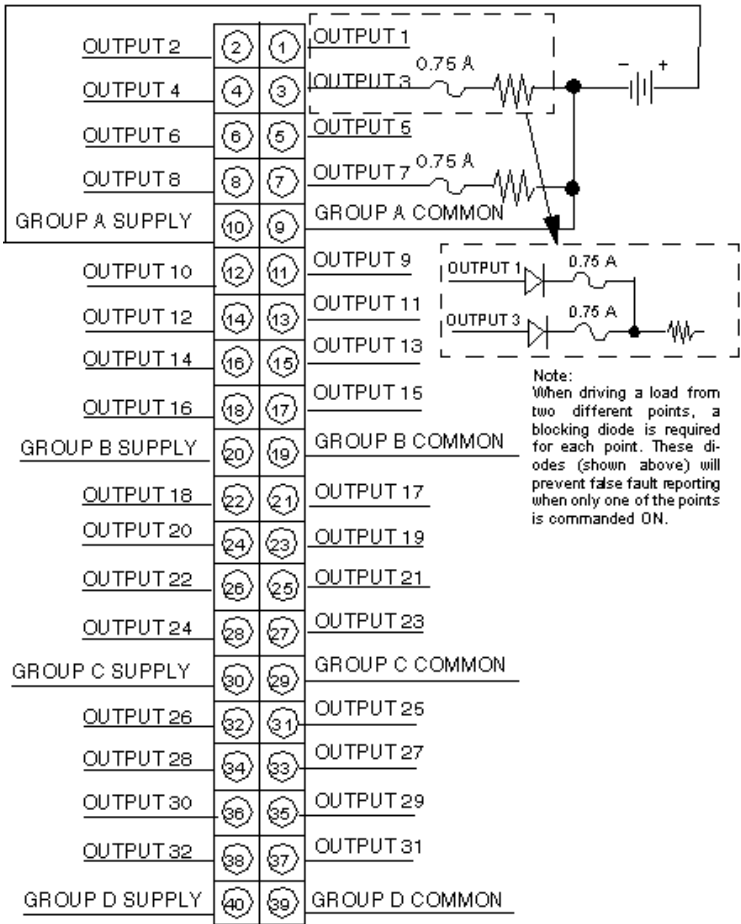 OUTPUT 2 2 1 OUTPUT 1
0.75 A
− +
OUTPUT 4 4 3 OUTPUT 3
OUTPUT 6 6 5 OUTPUT 5
0.75 A
OUTPUT 8 8 7 OUTPUT 7
GROUP A SUPPLY 10 9 GROUP A COMMON
OUTPUT 10 12 11 OUTPUT 9
OUTPUT 1 0.75 A
OUTPUT 12 14 13 OUTPUT 11
OUTPUT 3 0.75 A
OUTPUT 14 16 15 OUTPUT 13
OUTPUT 16 18 17 OUTPUT 15
GROUP B SUPPLY 20 19 GROUP B COMMON
Note:
When driving a load from
two different points, a
blocking diode is required
for each point. These di-
odes (shown above) will
prevent false fault reporting
when only one of the points
is commanded ON.
OUTPUT 18 22 21 OUTPUT 17
OUTPUT 20 24 23 OUTPUT 19
OUTPUT 22 26 25 OUTPUT 21
OUTPUT 24 28 27 OUTPUT 23
GROUP C SUPPLY 30 29 GROUP C COMMON
OUTPUT 26 32 31 OUTPUT 25
OUTPUT 28 34 33 OUTPUT 27
OUTPUT 30 36 35 OUTPUT 29
OUTPUT 32 38 37 OUTPUT 31
GROUP D SUPPLY 40 39 GROUP D COMMON